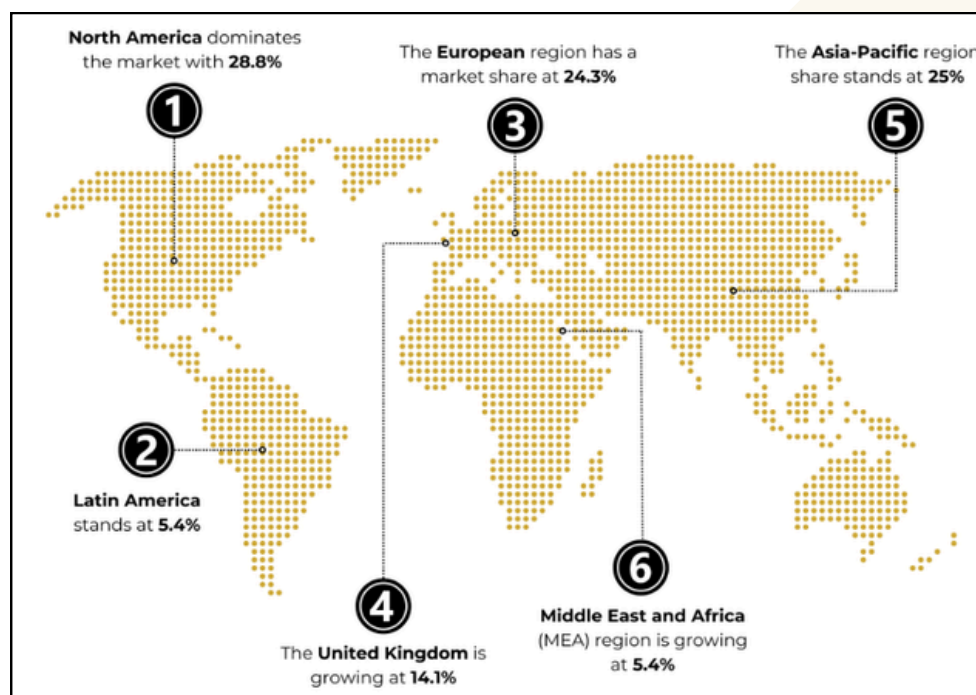 North America dominates
the market with 28.8%
1
2
Latin America
stands at 5.4%
The European region has a
market share at 24.3%
3
4
The United Kingdom is
growing at 14.1%
The Asia-Pacific region
share stands at 25%
5
6
Middle East and Africa
(MEA) region is growing
at 5.4%